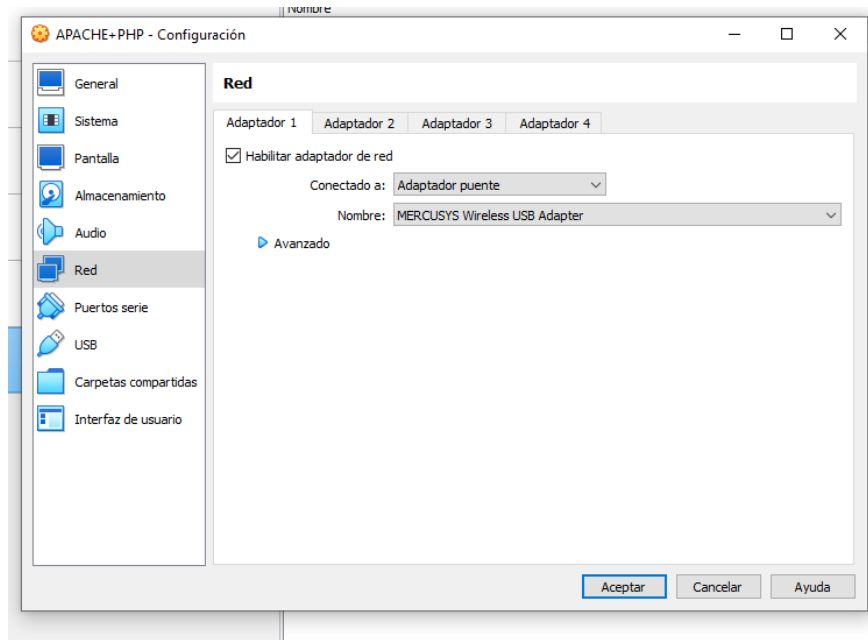 Nombre
APACHE+PHP - Configuración
General
Sistema
Pantalla
Almacenamiento
Audio
Red
Puertos serie
USB
Carpetas compartidas
Interfaz de usuario
Red
Adaptador 1 Adaptador 2 Adaptador 3 Adaptador 4
Habilitar adaptador de red
Conectado a: Adaptador puente
Nombre: MERCUSYS Wireless USB Adapter
Avanzado
Aceptar Cancelar Ayuda